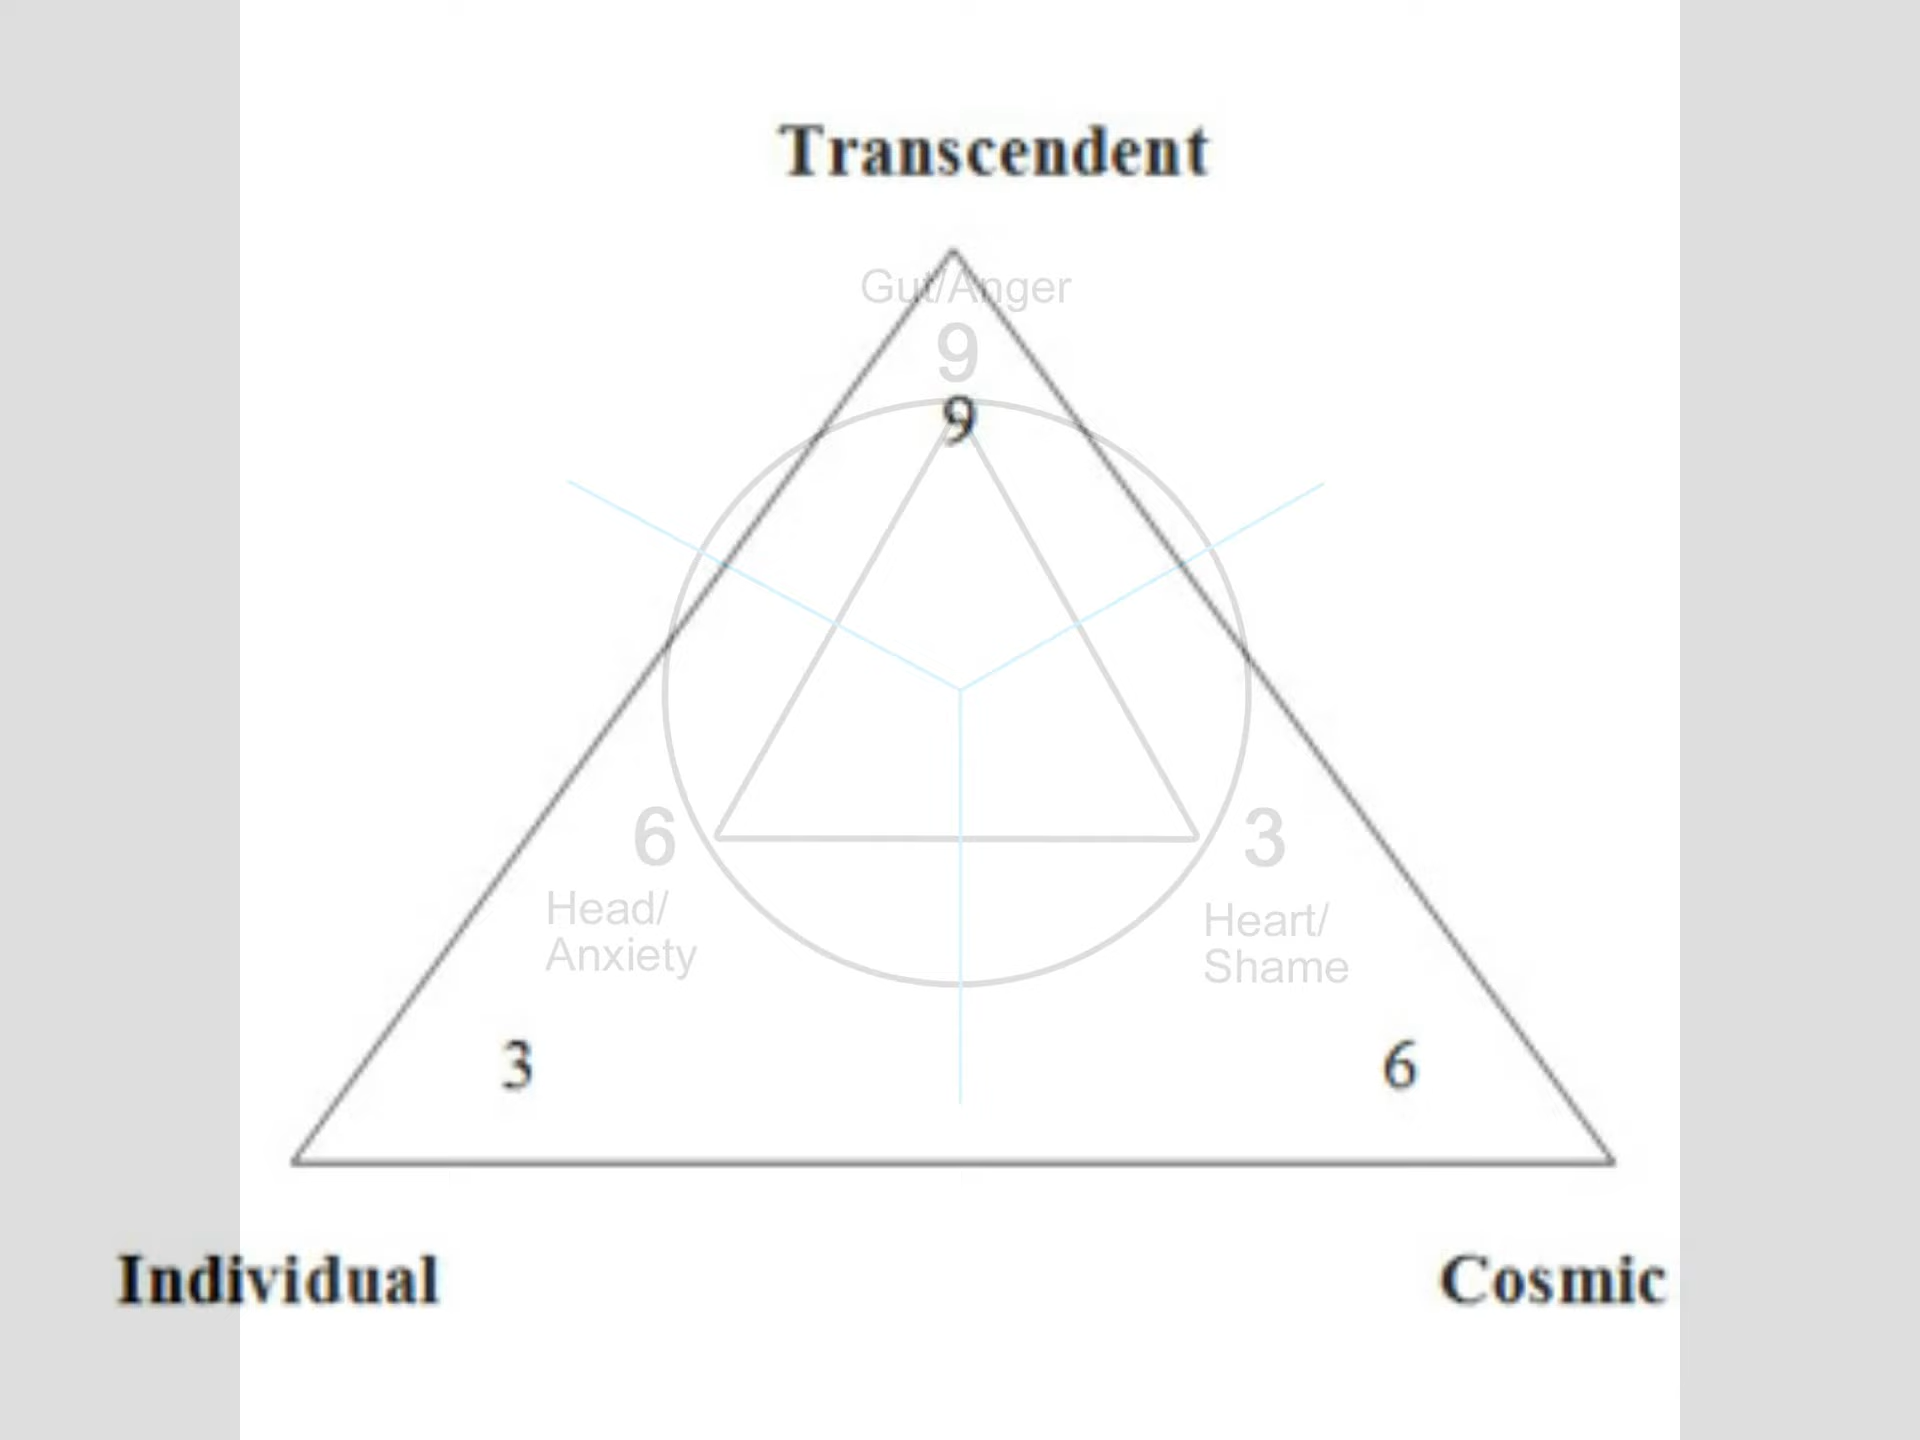 Transcendent
Gut/Anger
9
9
6
3
Head/
Anxiety
Heart/
Shame
3
6
Individual
Cosmic